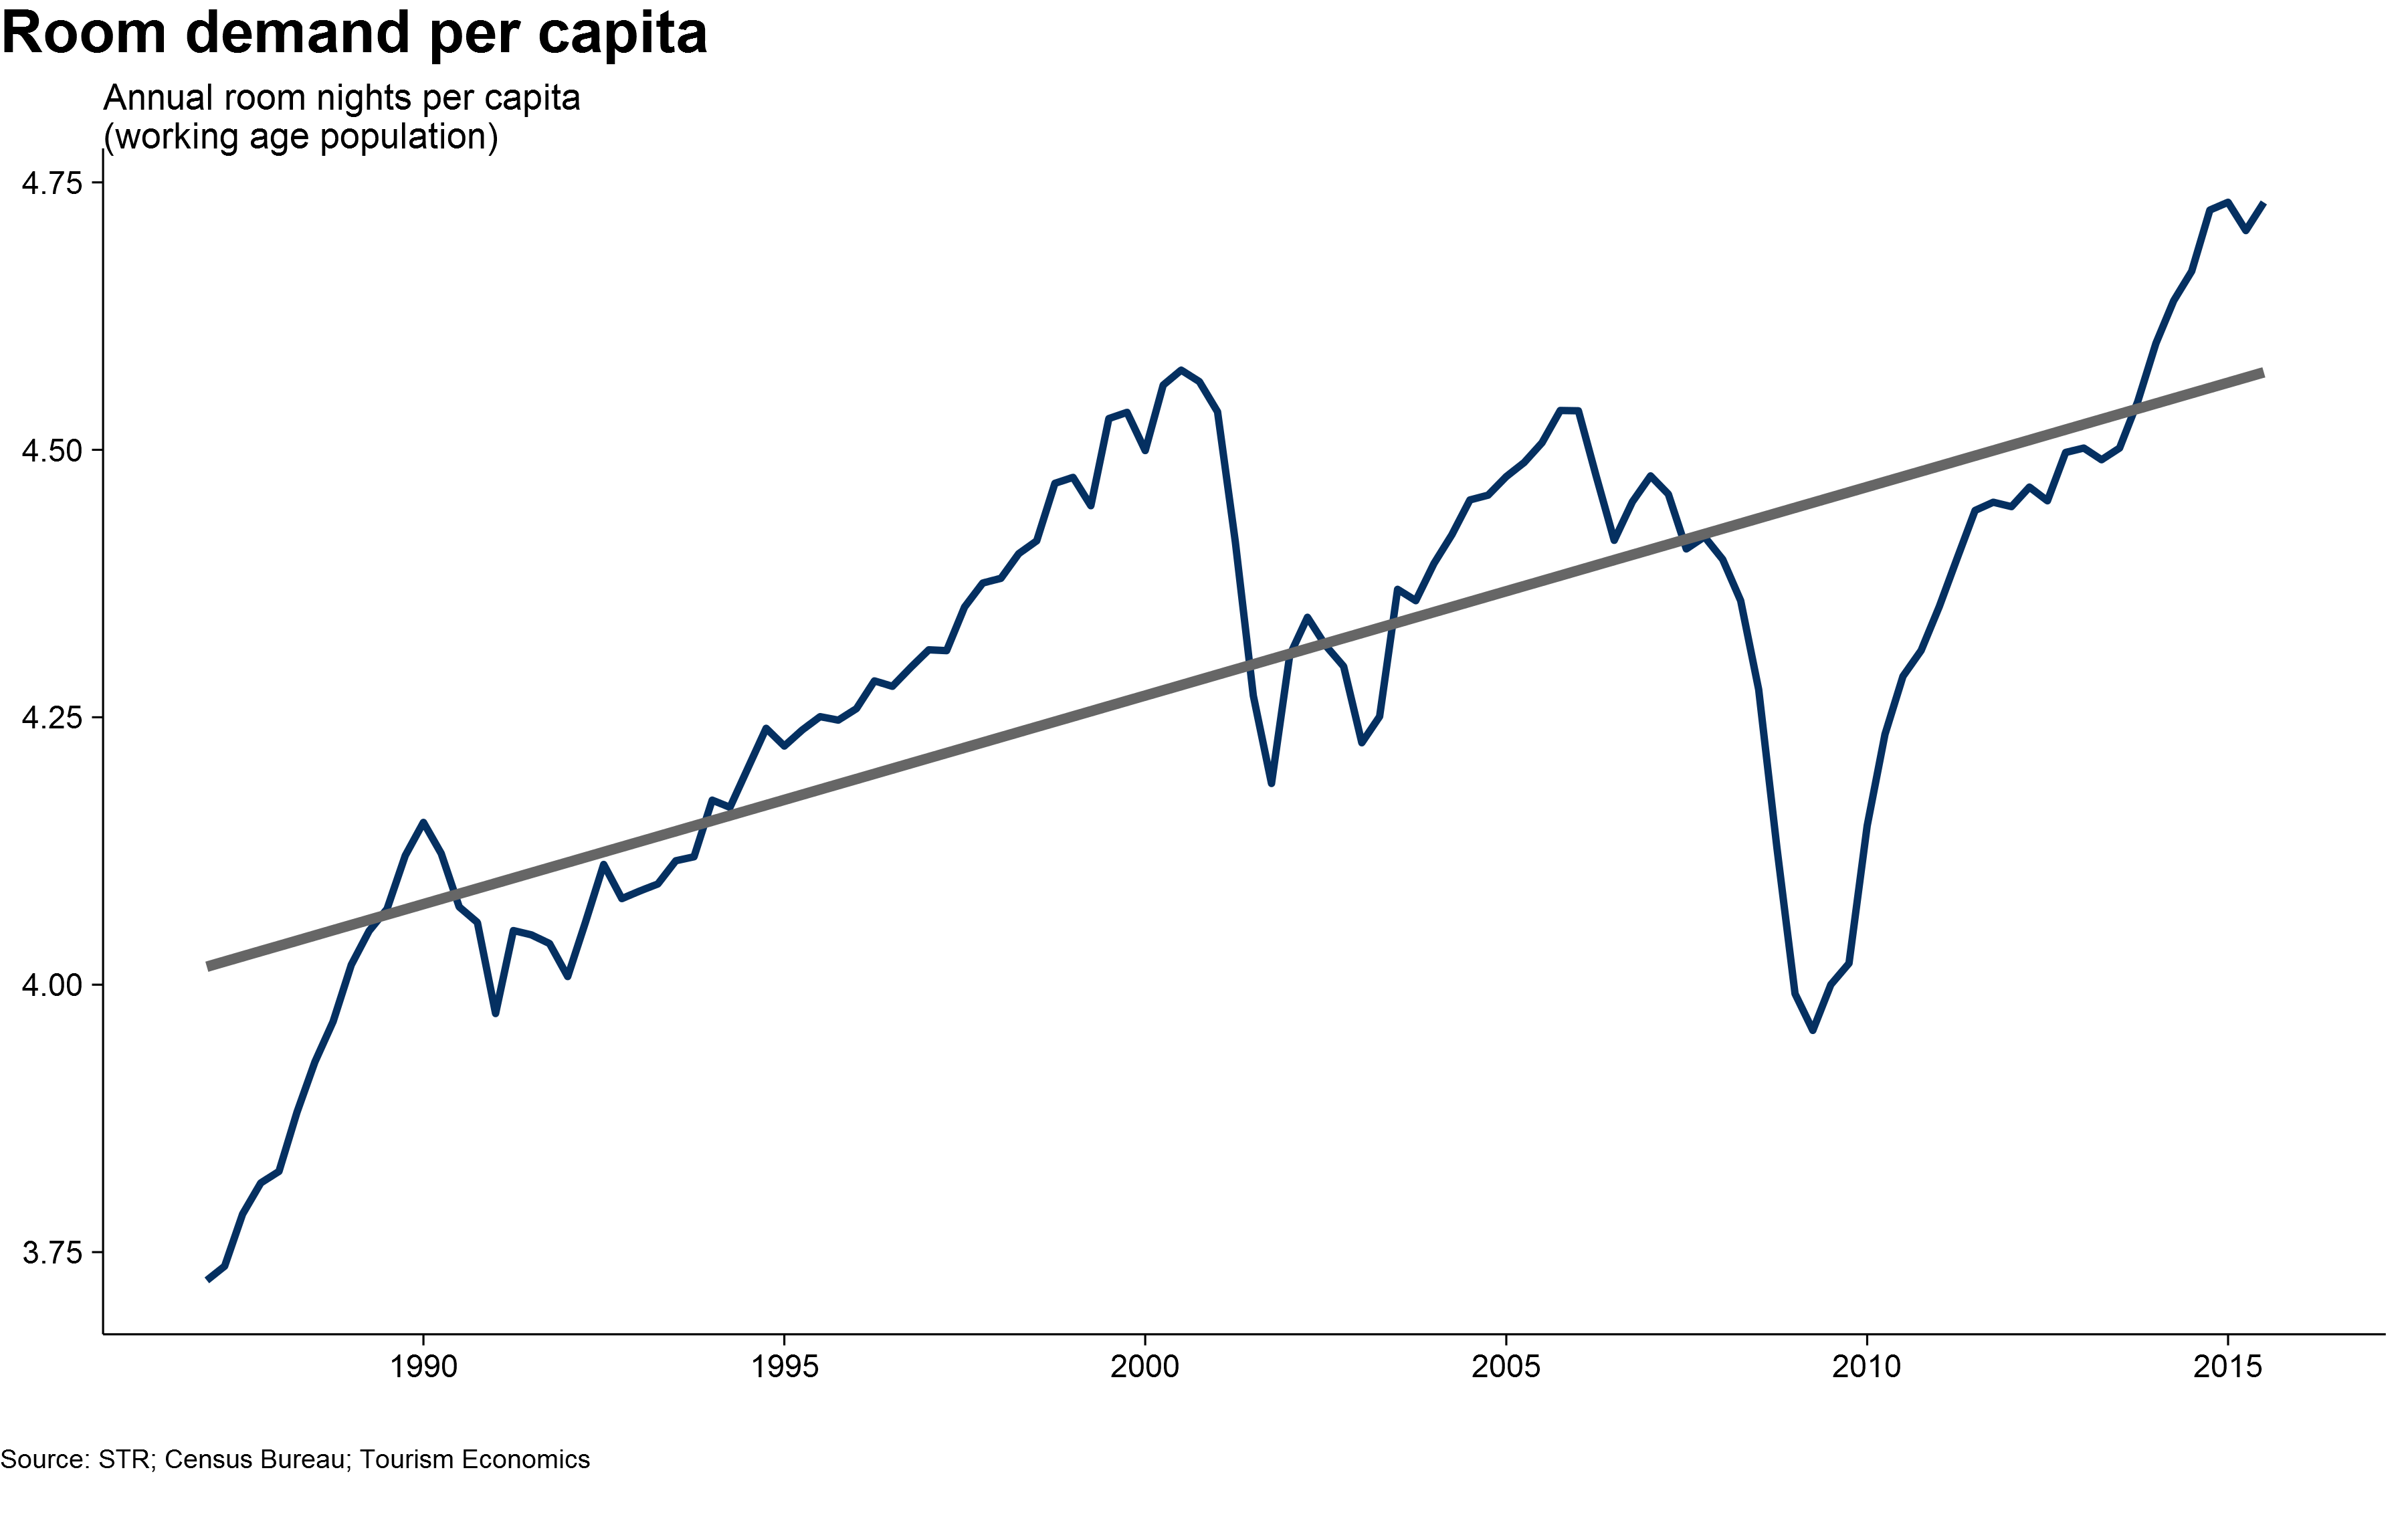 Room demand per capita
Annual room nights per capita
(working age population)
4.75
4.50
4.25
4.00
3.75
1990 1995 2000 2005 2010 2015
Source: STR; Census Bureau; Tourism Economics